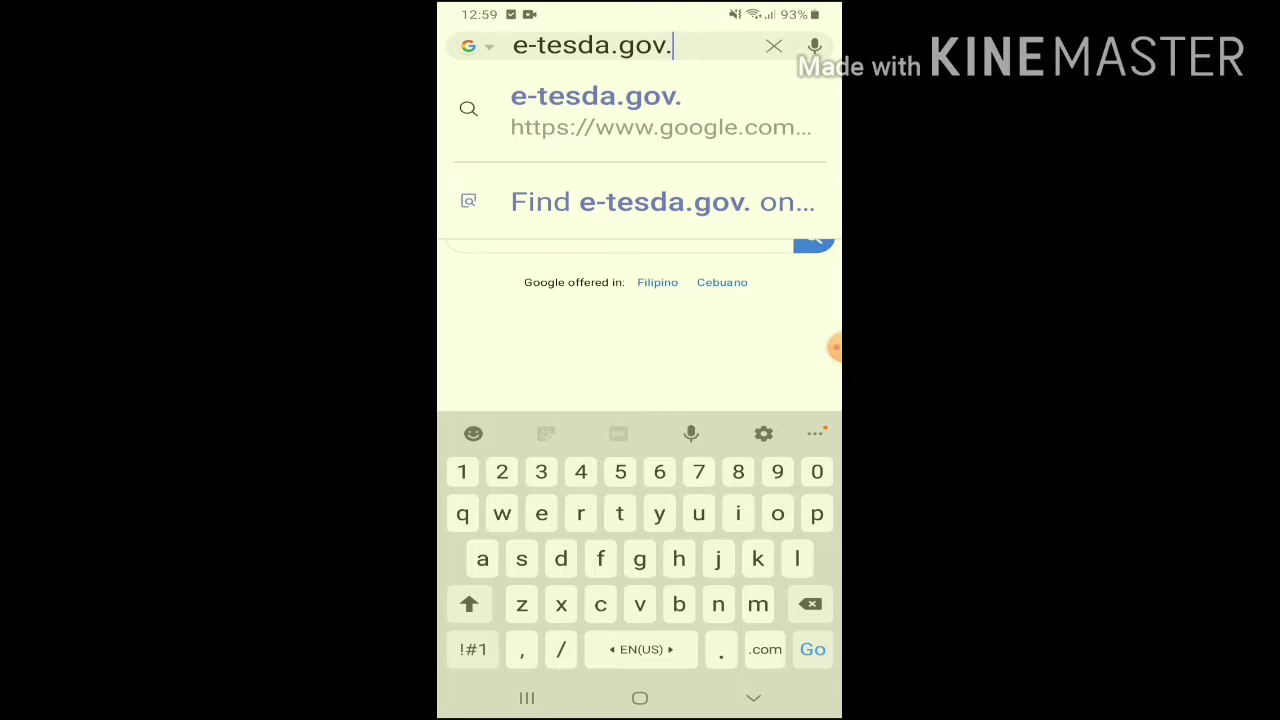 12:59 93%
e-tesda.gov.
Made with KINEMASTER
e-tesda.gov.
https://www.google.com...
Find e-tesda.gov. on...
Google offered in: Filipino Cebuano
GIF
1 2 3 4 5 6 7 8 9 0
q w e r t y u i o p
a s d f g h j k l
z x c v b n m
!#1 , / EN(US) . .com Go